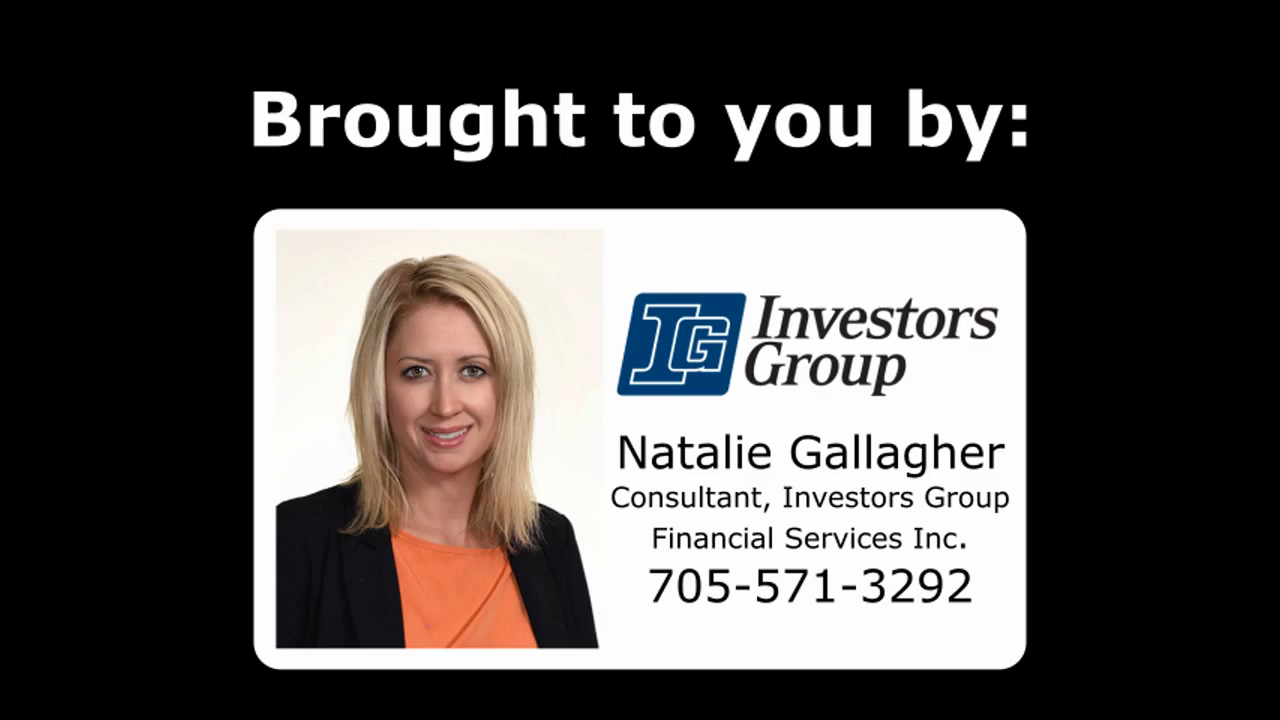 Brought to you by:
IG
Investors
Group
Natalie Gallagher
Consultant, Investors Group
Financial Services Inc.
705-571-3292